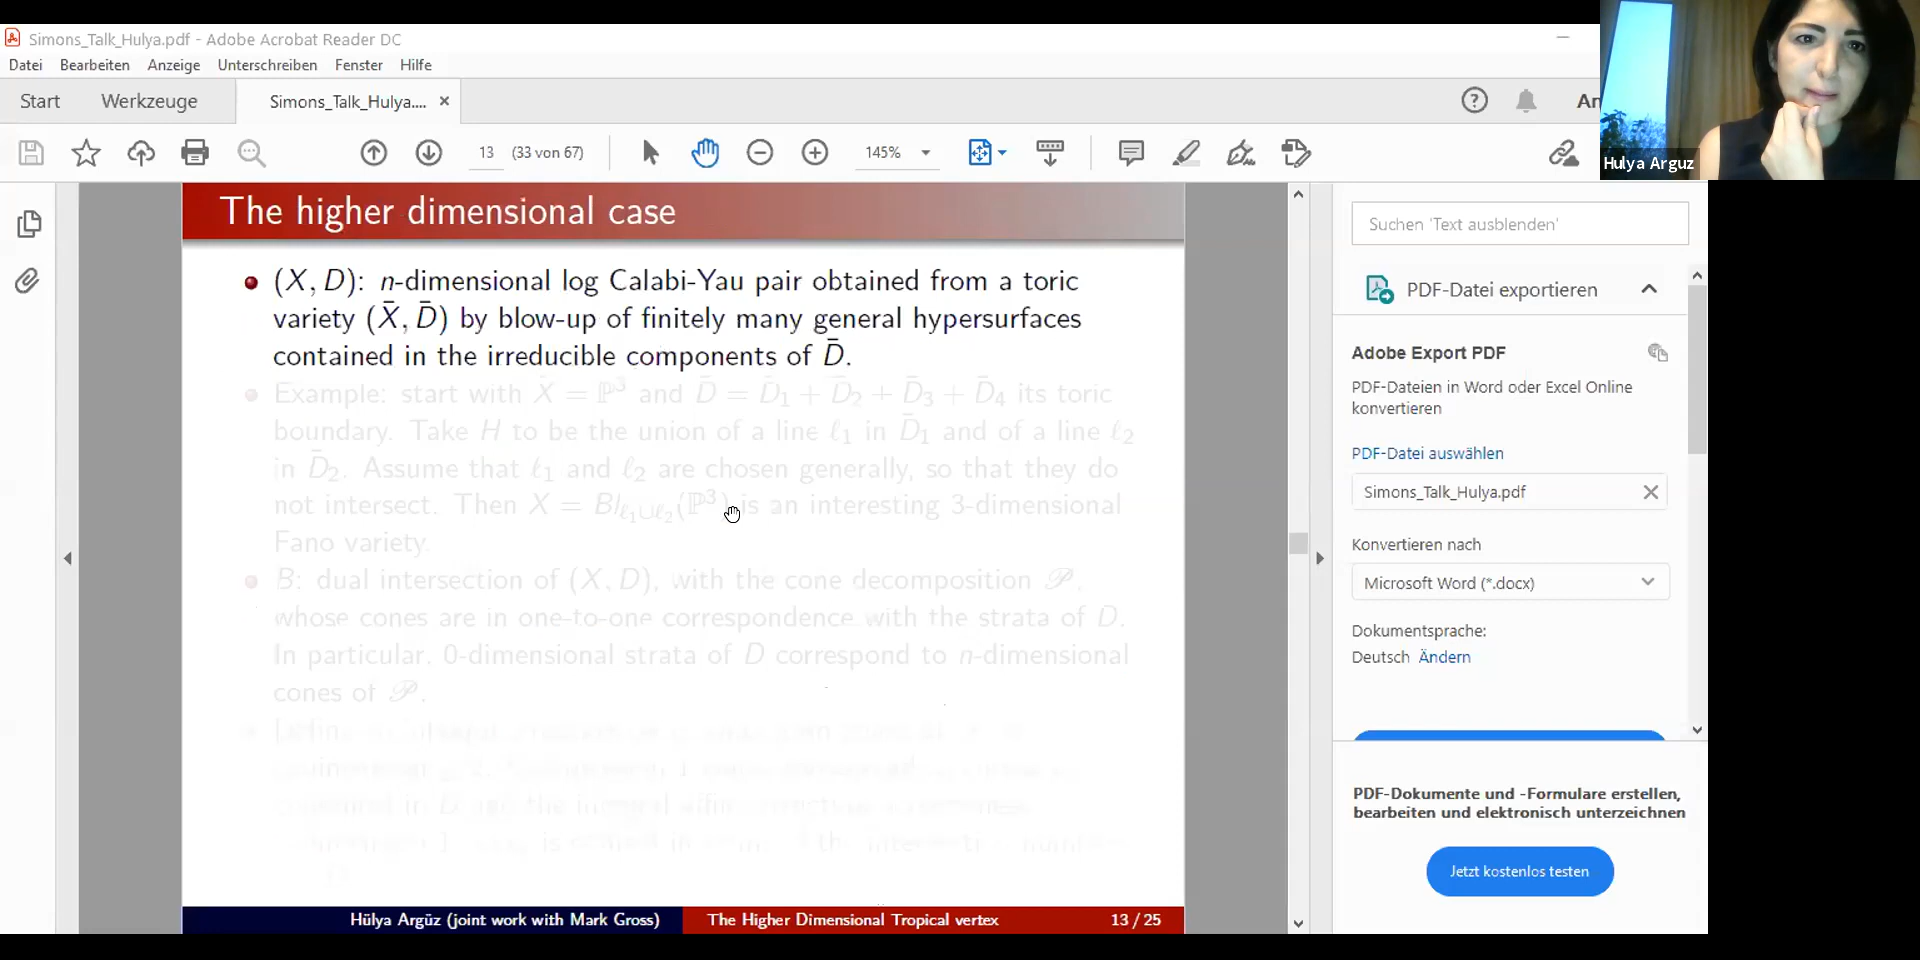 Simons_Talk_Hulya.pdf - Adobe Acrobat Reader DC
Datei Bearbeiten Anzeige Unterschreiben Fenster Hilfe
Start Werkzeuge Simons_Talk_Hulya.... ×
13 (33 von 67) 145%
Hulya Arguz
The higher dimensional case
(X, D): n-dimensional log Calabi-Yau pair obtained from a toric
variety (X̄, D̄) by blow-up of finitely many general hypersurfaces
contained in the irreducible components of D̄.
Example: start with X̄ = ℙ³ and D̄ = D̄₁ + D̄₂ + D̄₃ + D̄₄ its toric
boundary. Take H to be the union of a line ℓ₁ in D̄₁ and of a line ℓ₂
in D̄₂. Assume that ℓ₁ and ℓ₂ are chosen generally, so that they do
not intersect. Then X = Bl_{ℓ₁∪ℓ₂}(ℙ³) is an interesting 3-dimensional
Fano variety.
B: dual intersection of (X, D), with the cone decomposition 𝒫,
whose cones are in one-to-one correspondence with the strata of D.
In particular, 0-dimensional strata of D correspond to n-dimensional
cones of 𝒫.
Hülya Argüz (joint work with Mark Gross) The Higher Dimensional Tropical vertex 13 / 25
Suchen 'Text ausblenden'
PDF-Datei exportieren
Adobe Export PDF
PDF-Dateien in Word oder Excel Online
konvertieren
PDF-Datei auswählen
Simons_Talk_Hulya.pdf
Konvertieren nach
Microsoft Word (*.docx)
Dokumentsprache:
Deutsch Ändern
PDF-Dokumente und -Formulare erstellen,
bearbeiten und elektronisch unterzeichnen
Jetzt kostenlos testen